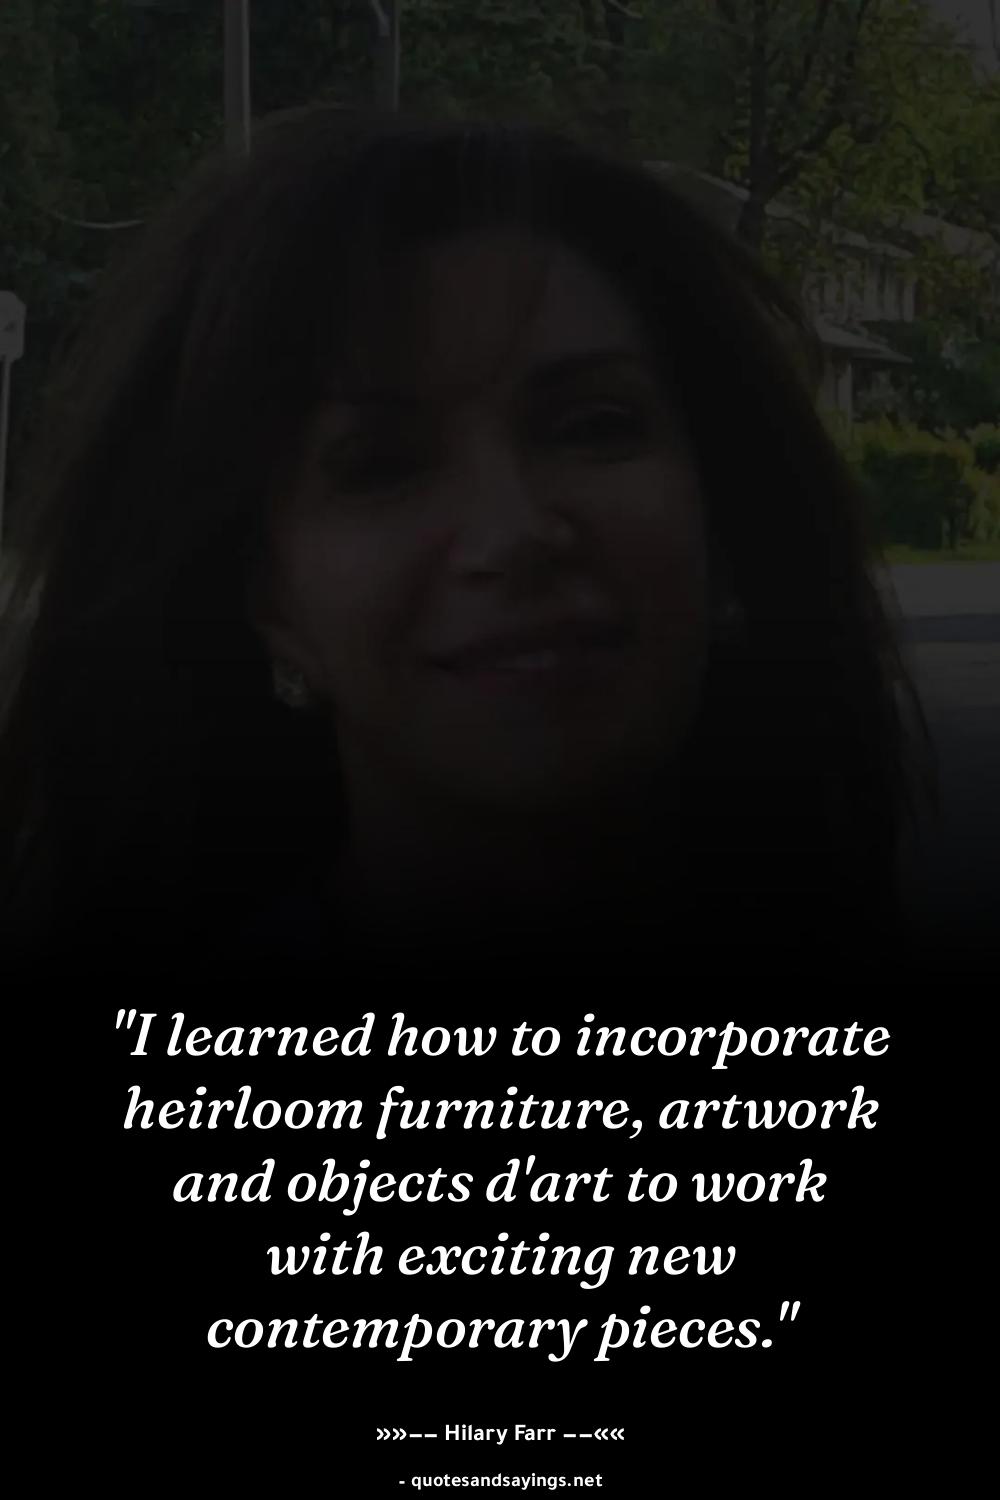 "I learned how to incorporate
heirloom furniture, artwork
and objects d'art to work
with exciting new
contemporary pieces."
»»−− Hilary Farr −−««
- quotesandsayings.net